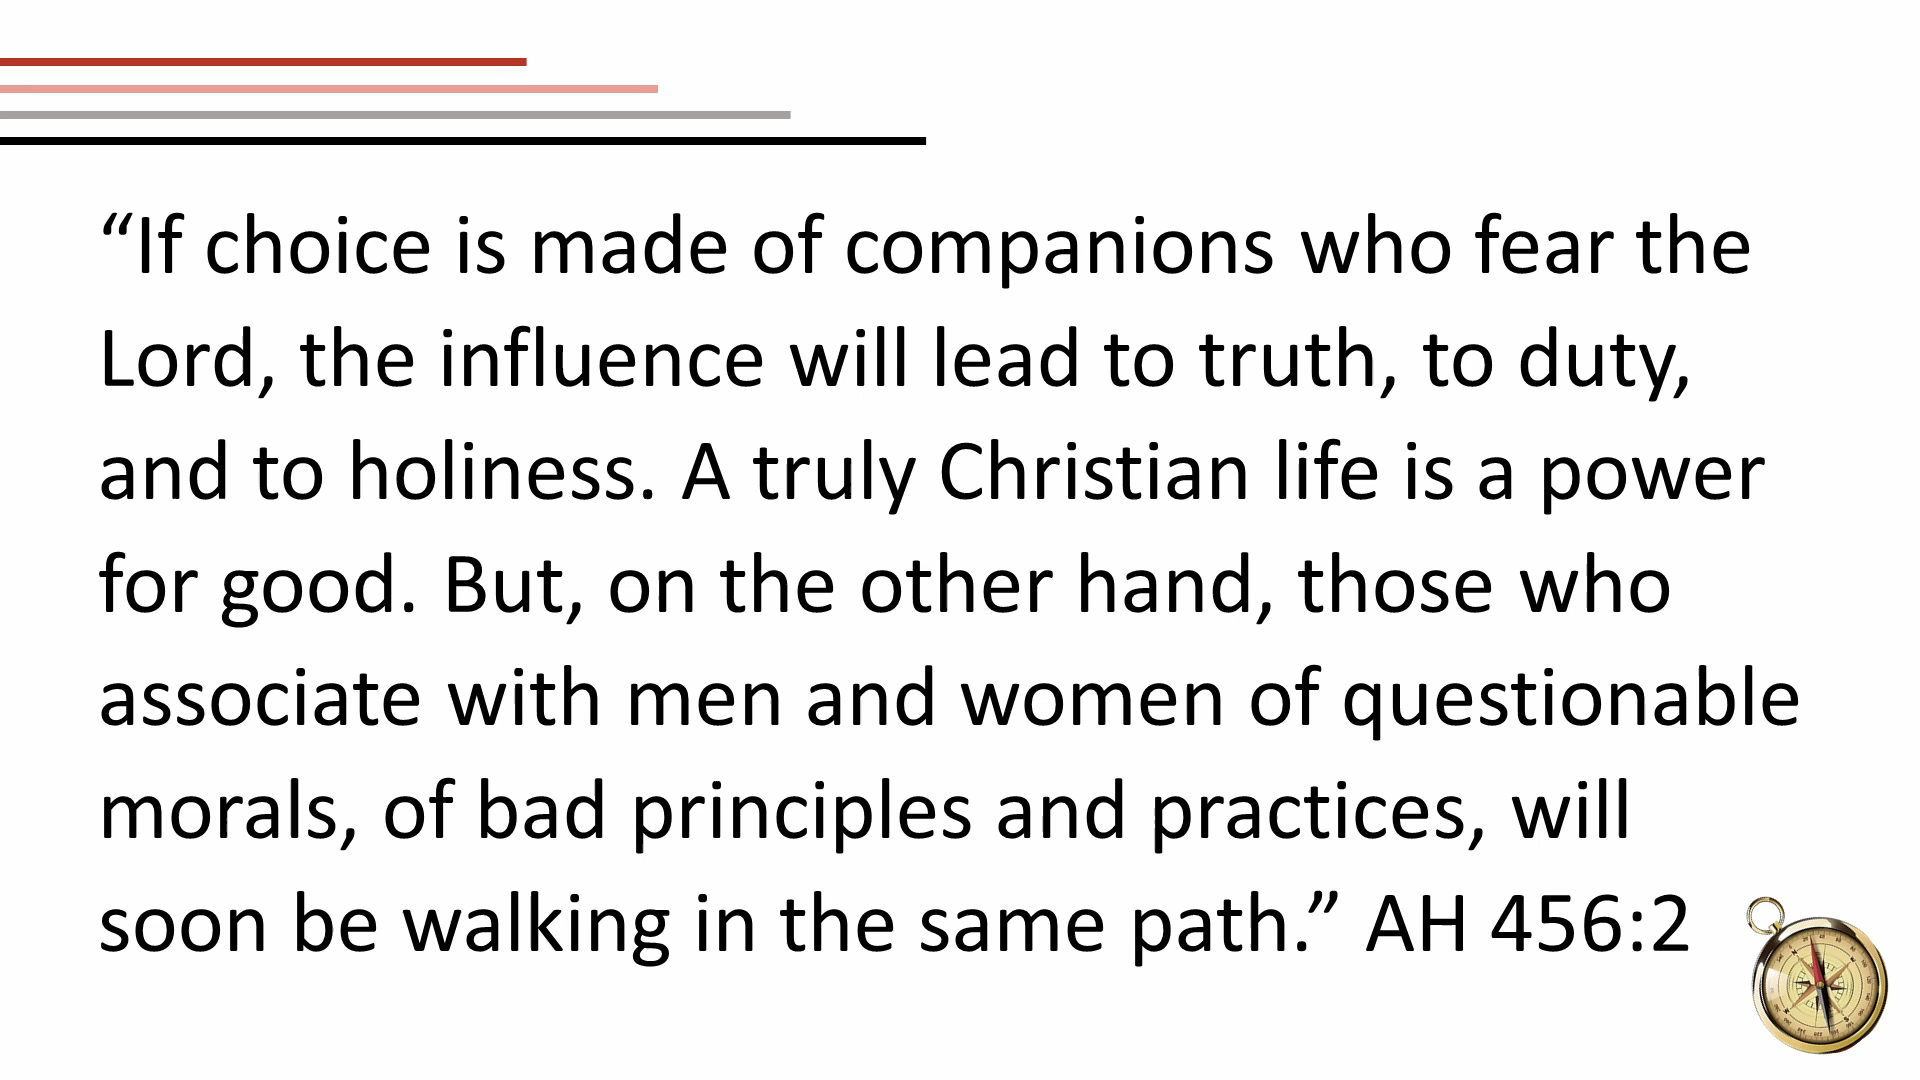 “If choice is made of companions who fear the
Lord, the influence will lead to truth, to duty,
and to holiness. A truly Christian life is a power
for good. But, on the other hand, those who
associate with men and women of questionable
morals, of bad principles and practices, will
soon be walking in the same path.” AH 456:2